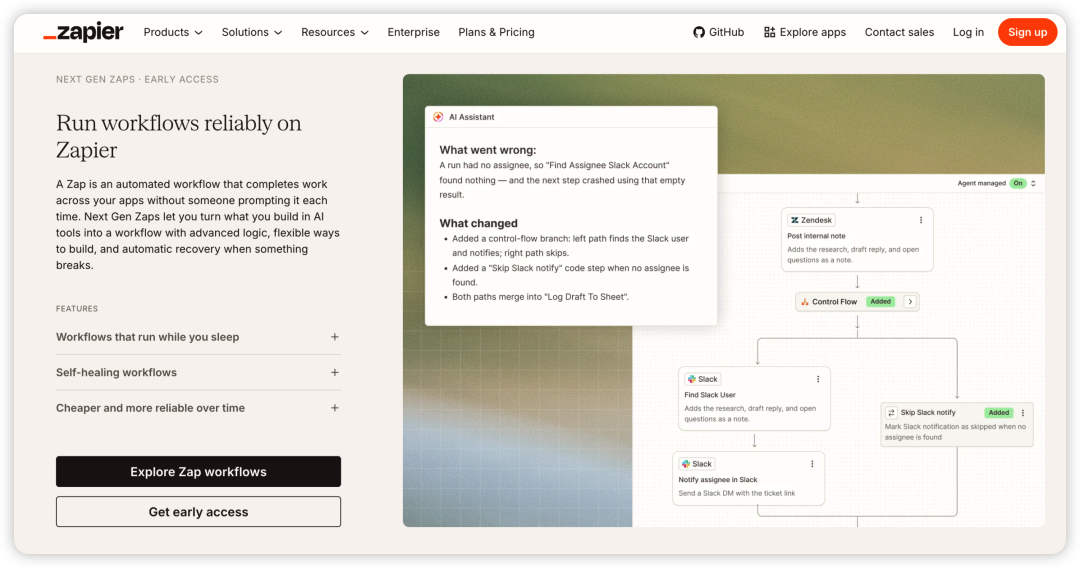 zapier Products Solutions Resources Enterprise Plans & Pricing GitHub Explore apps Contact sales Log in Sign up
NEXT GEN ZAPS · EARLY ACCESS
Run workflows reliably on
Zapier
A Zap is an automated workflow that completes work
across your apps without someone prompting it each
time. Next Gen Zaps let you turn what you build in AI
tools into a workflow with advanced logic, flexible ways
to build, and automatic recovery when something
breaks.
FEATURES
Workflows that run while you sleep +
Self-healing workflows +
Cheaper and more reliable over time +
Explore Zap workflows
Get early access
AI Assistant
What went wrong:
A run had no assignee, so "Find Assignee Slack Account"
found nothing — and the next step crashed using that empty
result.
What changed
• Added a control-flow branch: left path finds the Slack user
and notifies; right path skips.
• Added a "Skip Slack notify" code step when no assignee is
found.
• Both paths merge into "Log Draft To Sheet".
Agent managed On
Zendesk
Post internal note
Adds the research, draft reply, and open
questions as a note.
Control Flow Added
Slack
Find Slack User
Adds the research, draft reply, and open
questions as a note.
Skip Slack notify Added
Mark Slack notification as skipped when no
assignee is found
Slack
Notify assignee in Slack
Send a Slack DM with the ticket link